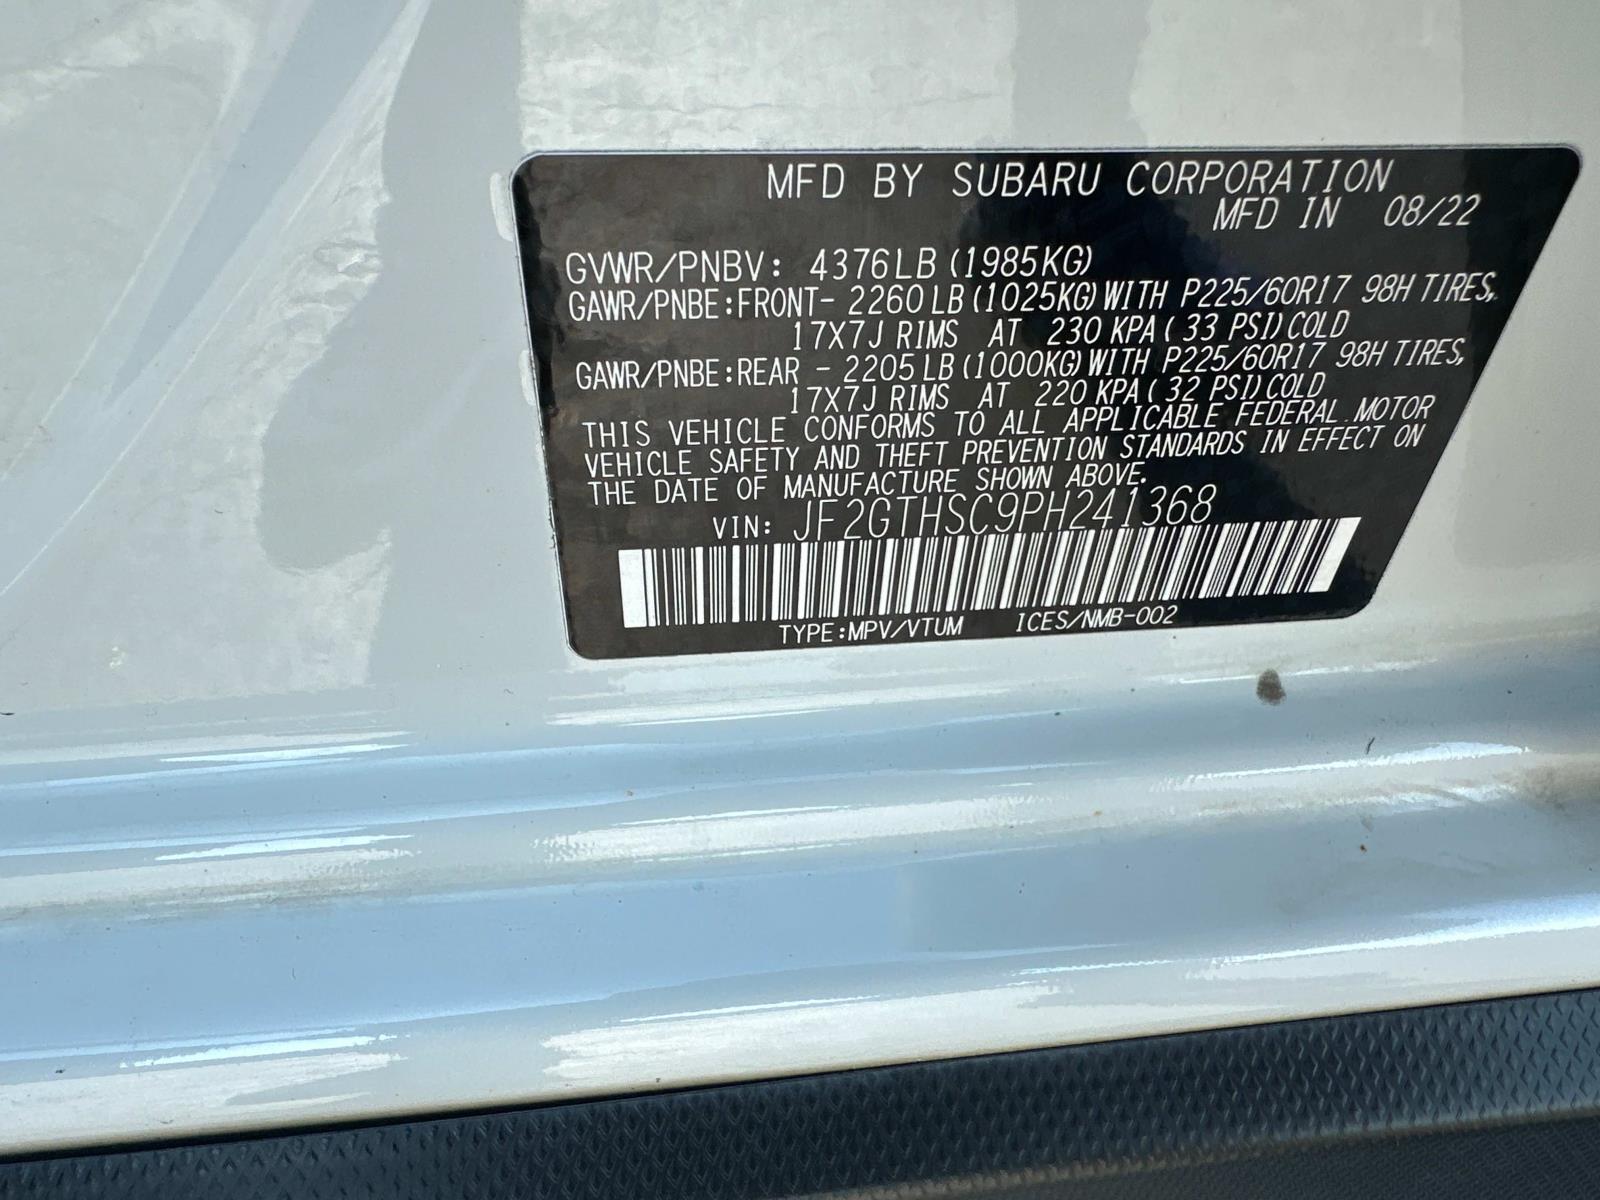 MFD BY SUBARU CORPORATION
MFD IN 08/22
GVWR/PNBV: 4376LB (1985KG)
GAWR/PNBE:FRONT- 2260 LB (1025KG) WITH P225/60R17 98H TIRES,
17X7J RIMS AT 230 KPA ( 33 PSI) COLD
GAWR/PNBE:REAR - 2205 LB (1000KG) WITH P225/60R17 98H TIRES,
17X7J RIMS AT 220 KPA ( 32 PSI) COLD
THIS VEHICLE CONFORMS TO ALL APPLICABLE FEDERAL MOTOR
VEHICLE SAFETY AND THEFT PREVENTION STANDARDS IN EFFECT ON
THE DATE OF MANUFACTURE SHOWN ABOVE.
VIN: JF2GTHSC9PH241368
TYPE:MPV/VTUM ICES/NMB-002